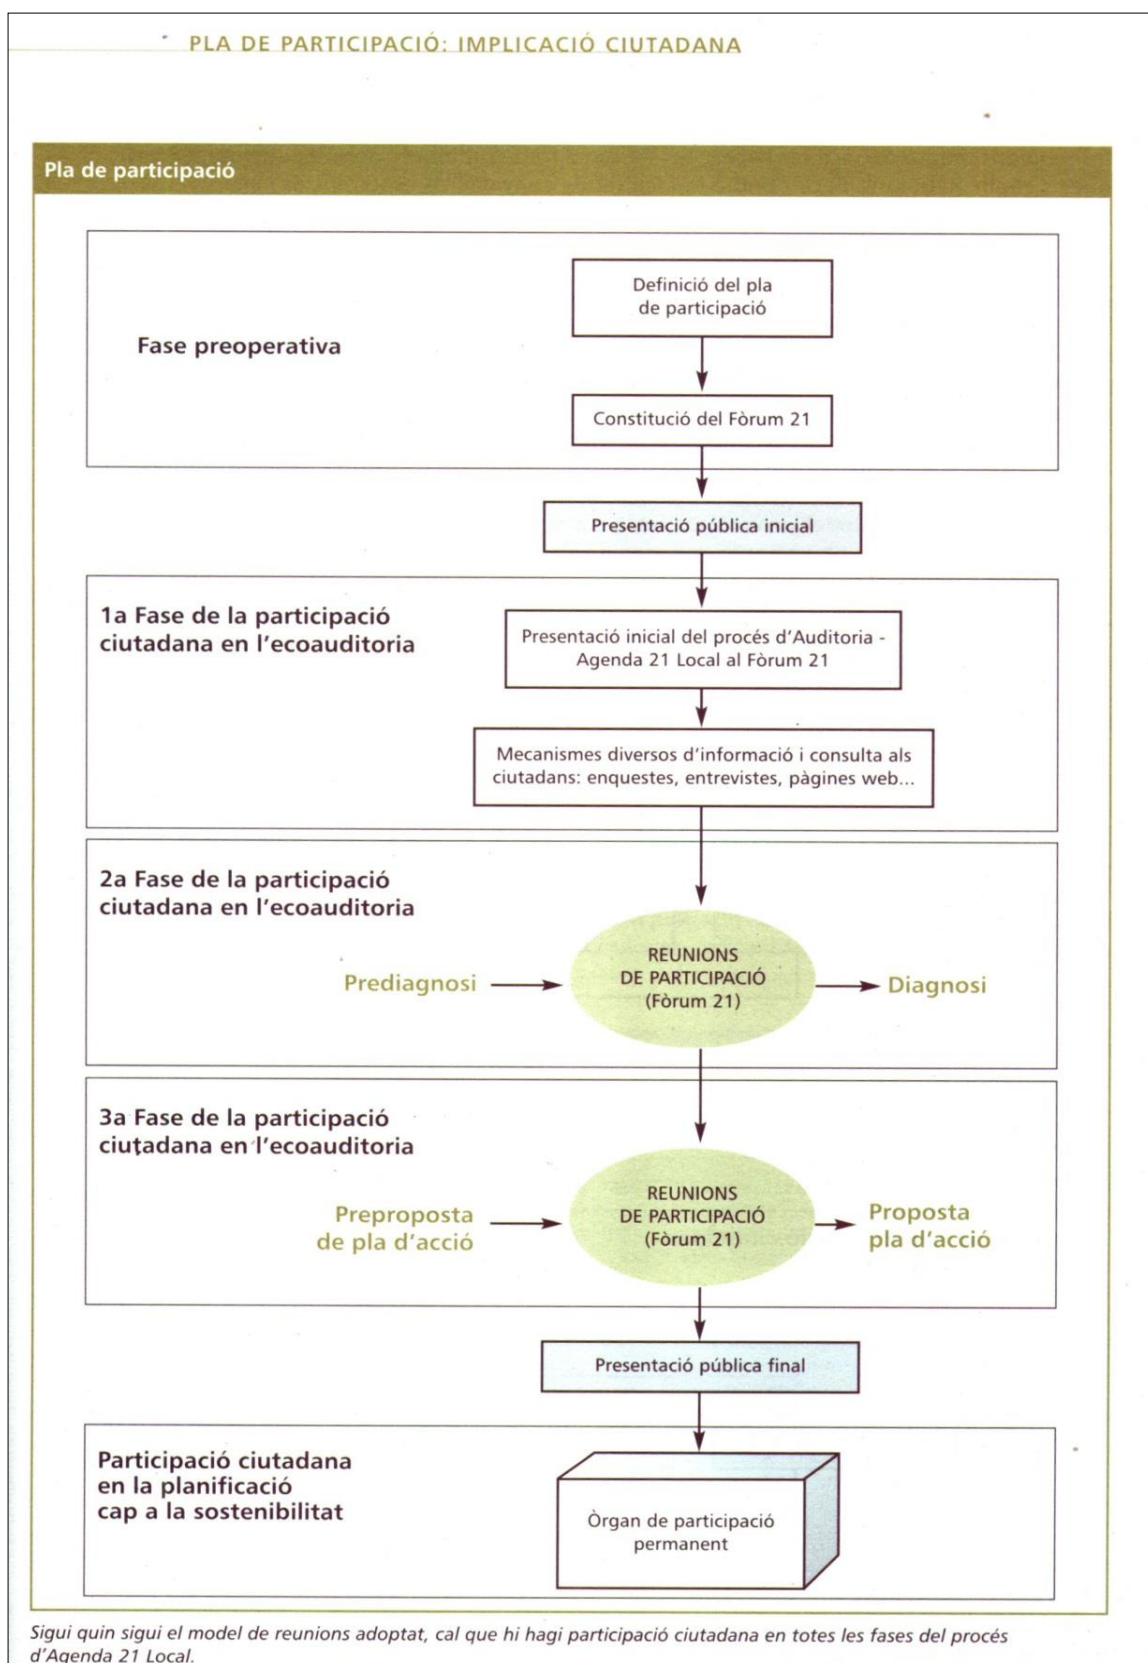 PLA DE PARTICIPACIÓ: IMPLICACIÓ CIUTADANA
Pla de participació
Fase preoperativa
Definició del pla
de participació
Constitució del Fòrum 21
Presentació pública inicial
1a Fase de la participació
ciutadana en l'ecoauditoria
Presentació inicial del procés d'Auditoria -
Agenda 21 Local al Fòrum 21
Mecanismes diversos d'informació i consulta als
ciutadans: enquestes, entrevistes, pàgines web...
2a Fase de la participació
ciutadana en l'ecoauditoria
Prediagnosi
REUNIONS
DE PARTICIPACIÓ
(Fòrum 21)
Diagnosi
3a Fase de la participació
ciutadana en l'ecoauditoria
Preproposta
de pla d'acció
REUNIONS
DE PARTICIPACIÓ
(Fòrum 21)
Proposta
pla d'acció
Presentació pública final
Participació ciutadana
en la planificació
cap a la sostenibilitat
Òrgan de participació
permanent
Sigui quin sigui el model de reunions adoptat, cal que hi hagi participació ciutadana en totes les fases del procés
d'Agenda 21 Local.